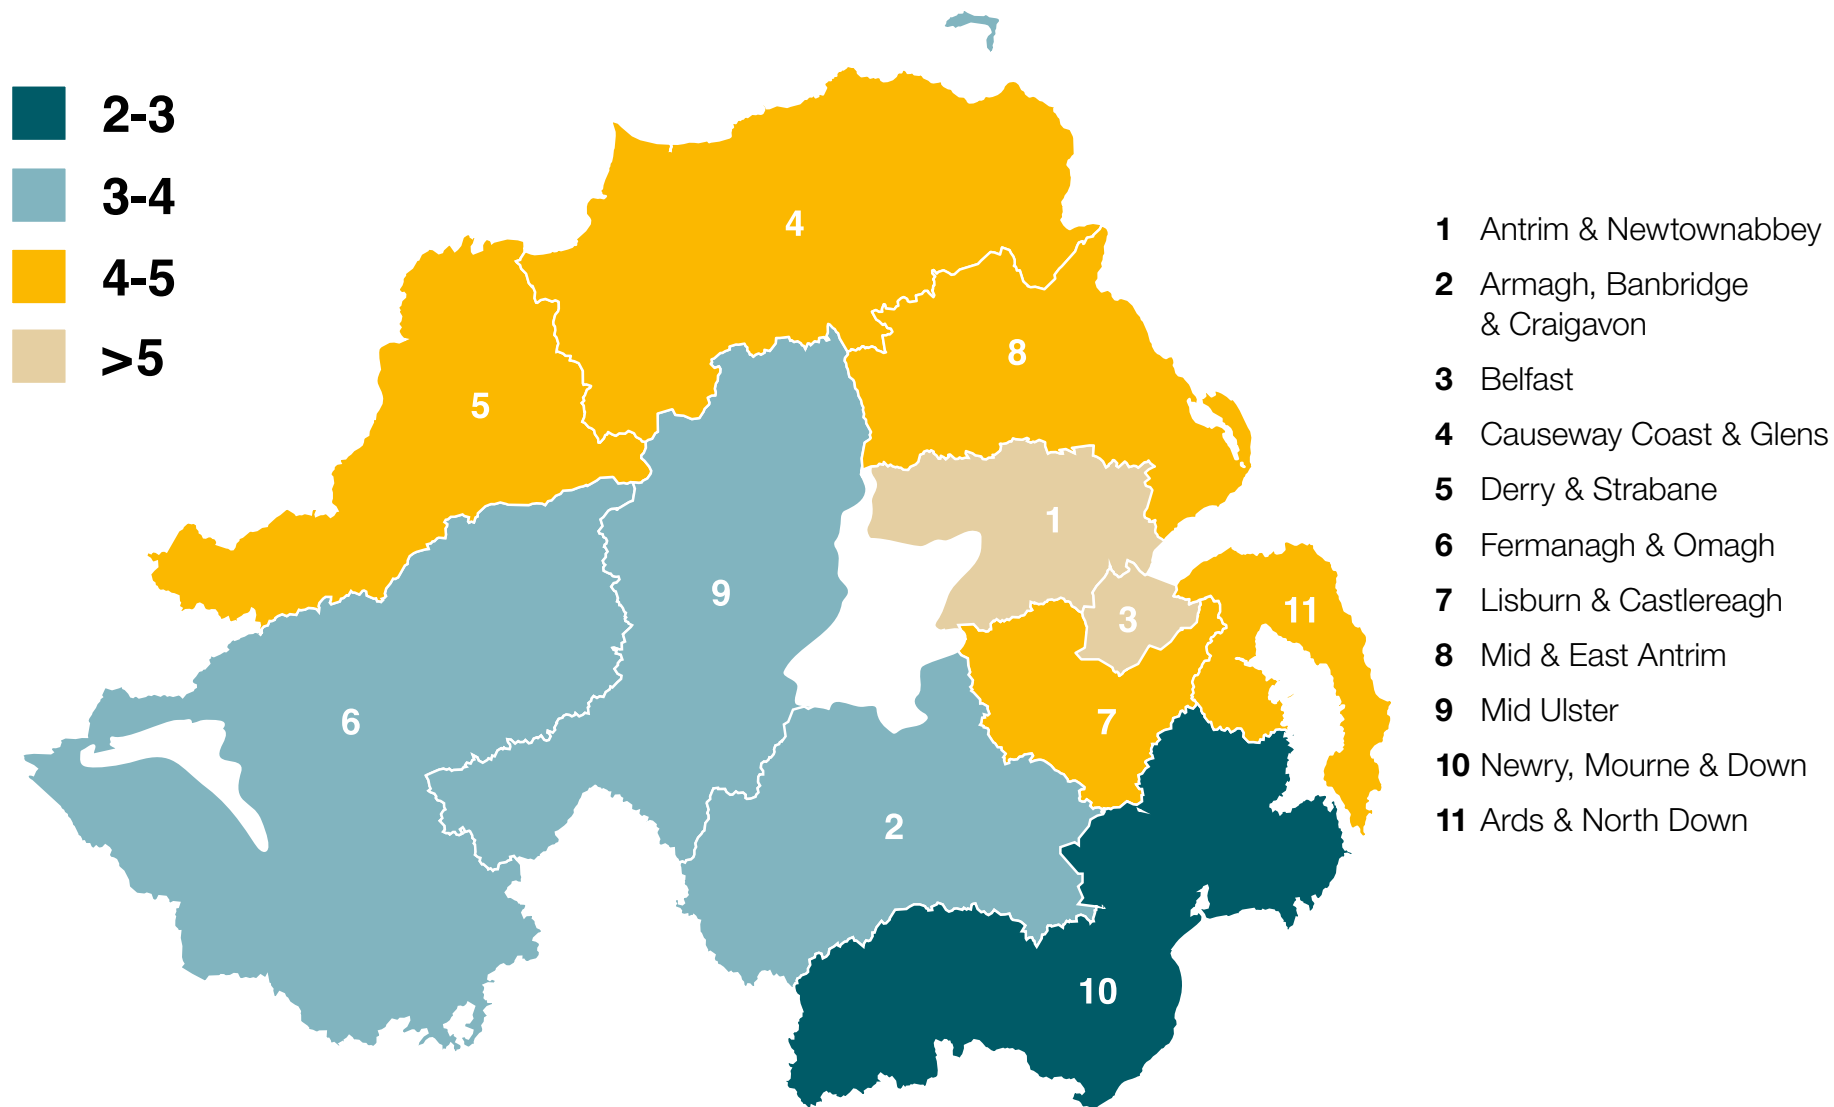 2-3
3-4
4-5
>5
4
8
5
1
9
3
11
6
7
2
10
1 Antrim & Newtownabbey
2 Armagh, Banbridge
& Craigavon
3 Belfast
4 Causeway Coast & Glens
5 Derry & Strabane
6 Fermanagh & Omagh
7 Lisburn & Castlereagh
8 Mid & East Antrim
9 Mid Ulster
10 Newry, Mourne & Down
11 Ards & North Down